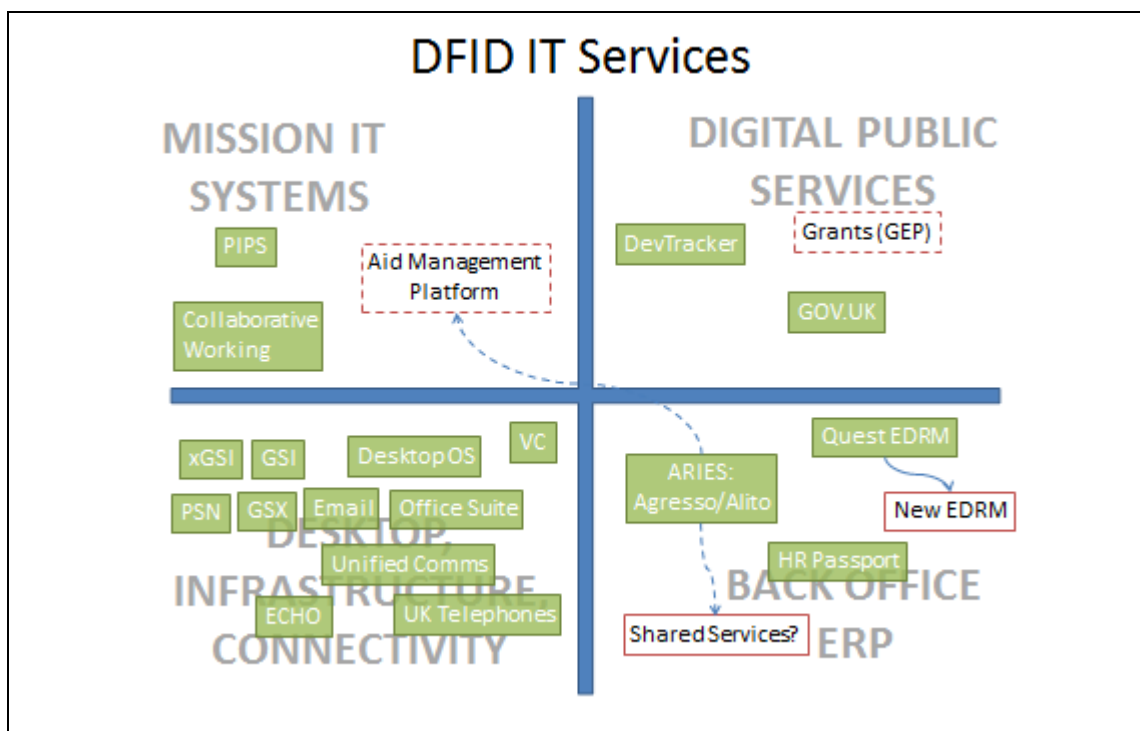 DFID IT Services
MISSION IT
SYSTEMS
PIPS
Aid Management
Platform
Collaborative
Working
DIGITAL PUBLIC
SERVICES
DevTracker
Grants (GEP)
GOV.UK
xGSI
GSI
Desktop OS
VC
PSN
GSX
Email
Office Suite
DESKTOP,
Unified Comms
INFRASTRUCTURE,
ECHO
UK Telephones
CONNECTIVITY
Quest EDRM
ARIES:
Agresso/Alito
New EDRM
HR Passport
BACK OFFICE
Shared Services?
ERP